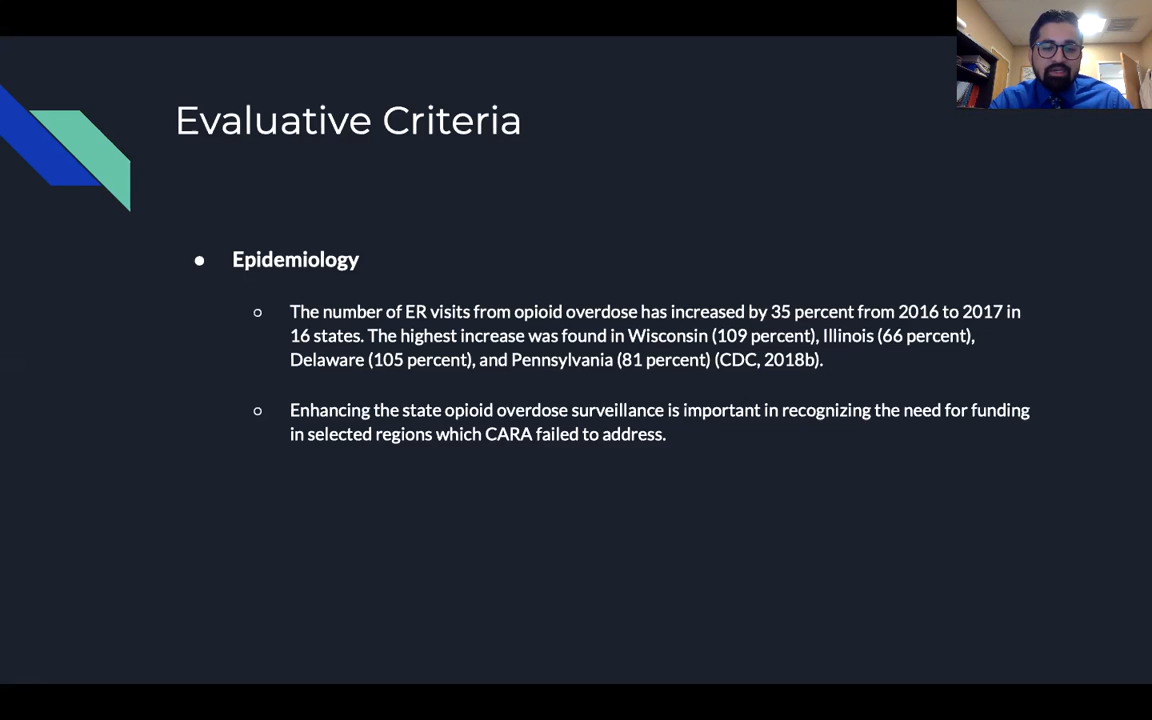 Evaluative Criteria
● Epidemiology
○ The number of ER visits from opioid overdose has increased by 35 percent from 2016 to 2017 in
16 states. The highest increase was found in Wisconsin (109 percent), Illinois (66 percent),
Delaware (105 percent), and Pennsylvania (81 percent) (CDC, 2018b).
○ Enhancing the state opioid overdose surveillance is important in recognizing the need for funding
in selected regions which CARA failed to address.